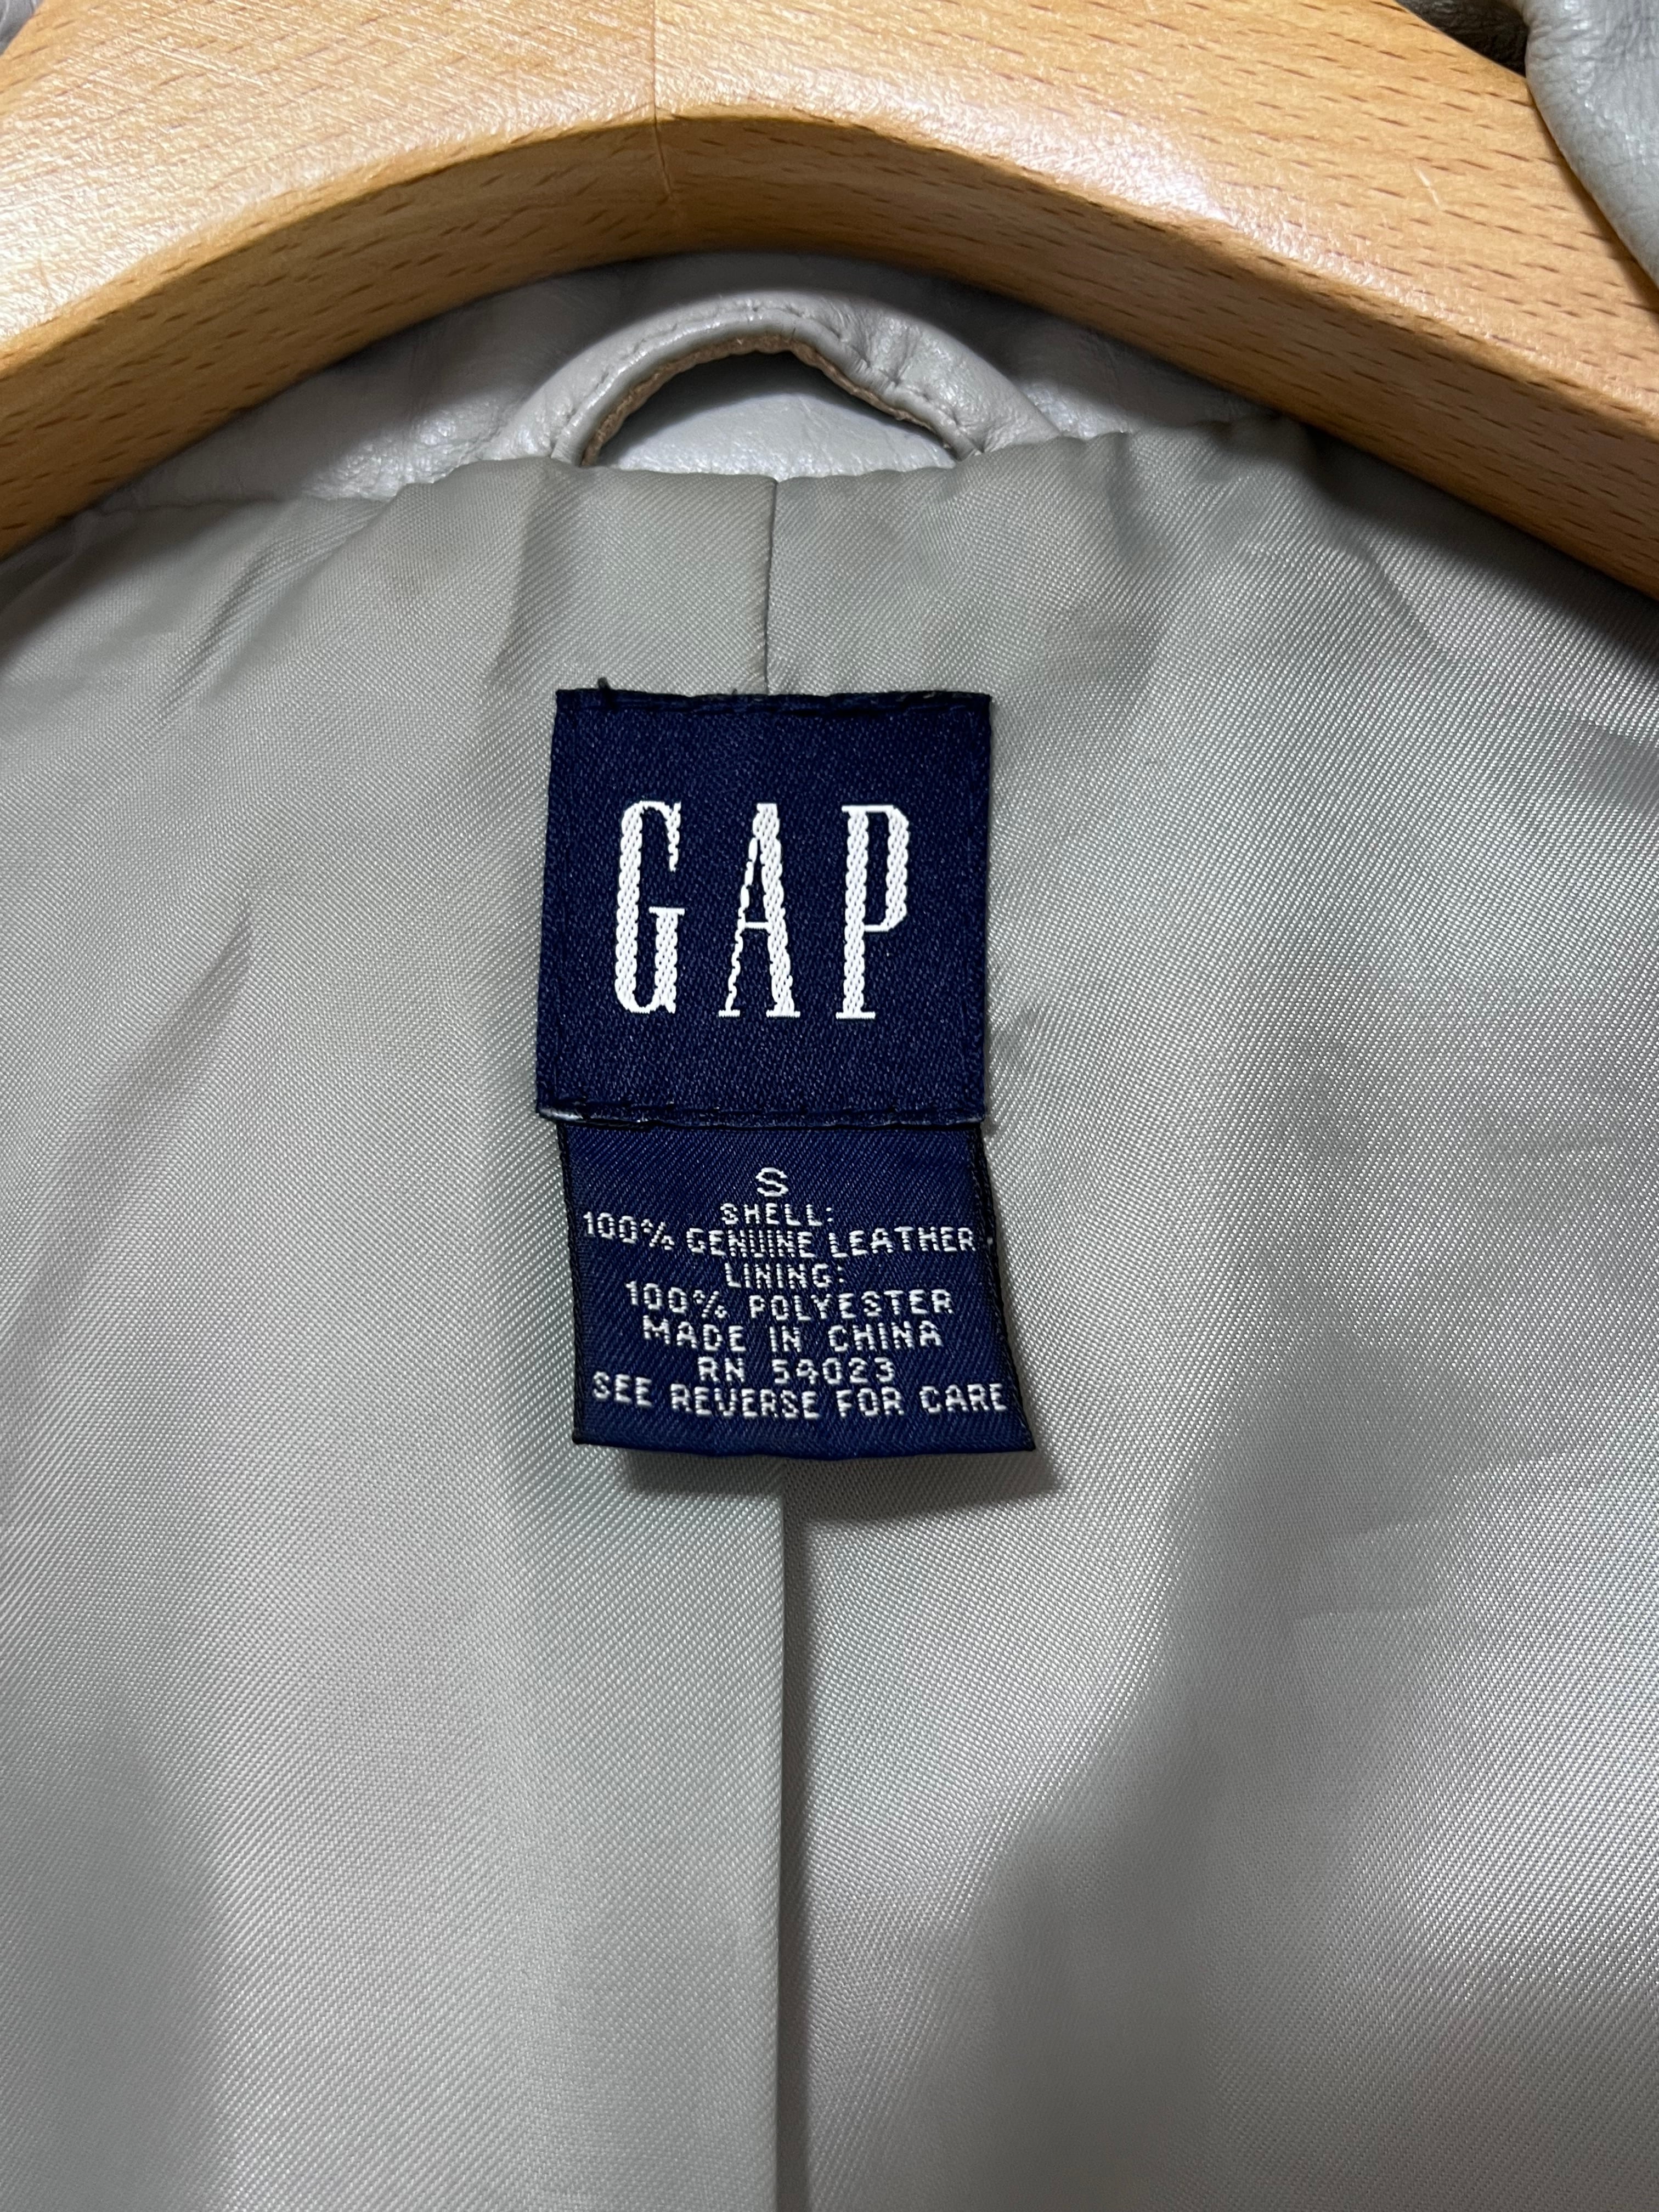 GAP
S
SHELL:
100% GENUINE LEATHER
LINING:
100% POLYESTER
MADE IN CHINA
RN 54023
SEE REVERSE FOR CARE